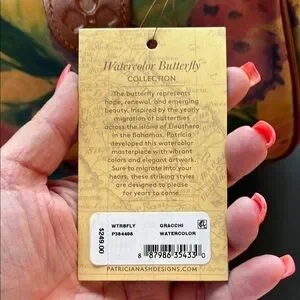 Watercolor Butterfly
COLLECTION
The butterfly represents
hope, renewal, and emerging
beauty. Inspired by the yearly
migration of butterflies
across the island of Eleuthera
in the Bahamas, Patricia
developed this watercolor
masterpiece with vibrant
colors and elegant artwork.
Sure to migrate into your
hearts, these striking styles
are designed to please
for years to come.
$249.00
WTRBFLY GRACCHI
P384498 WATERCOLOR
8 87986 35433 0
PATRICIANASHDESIGNS.COM